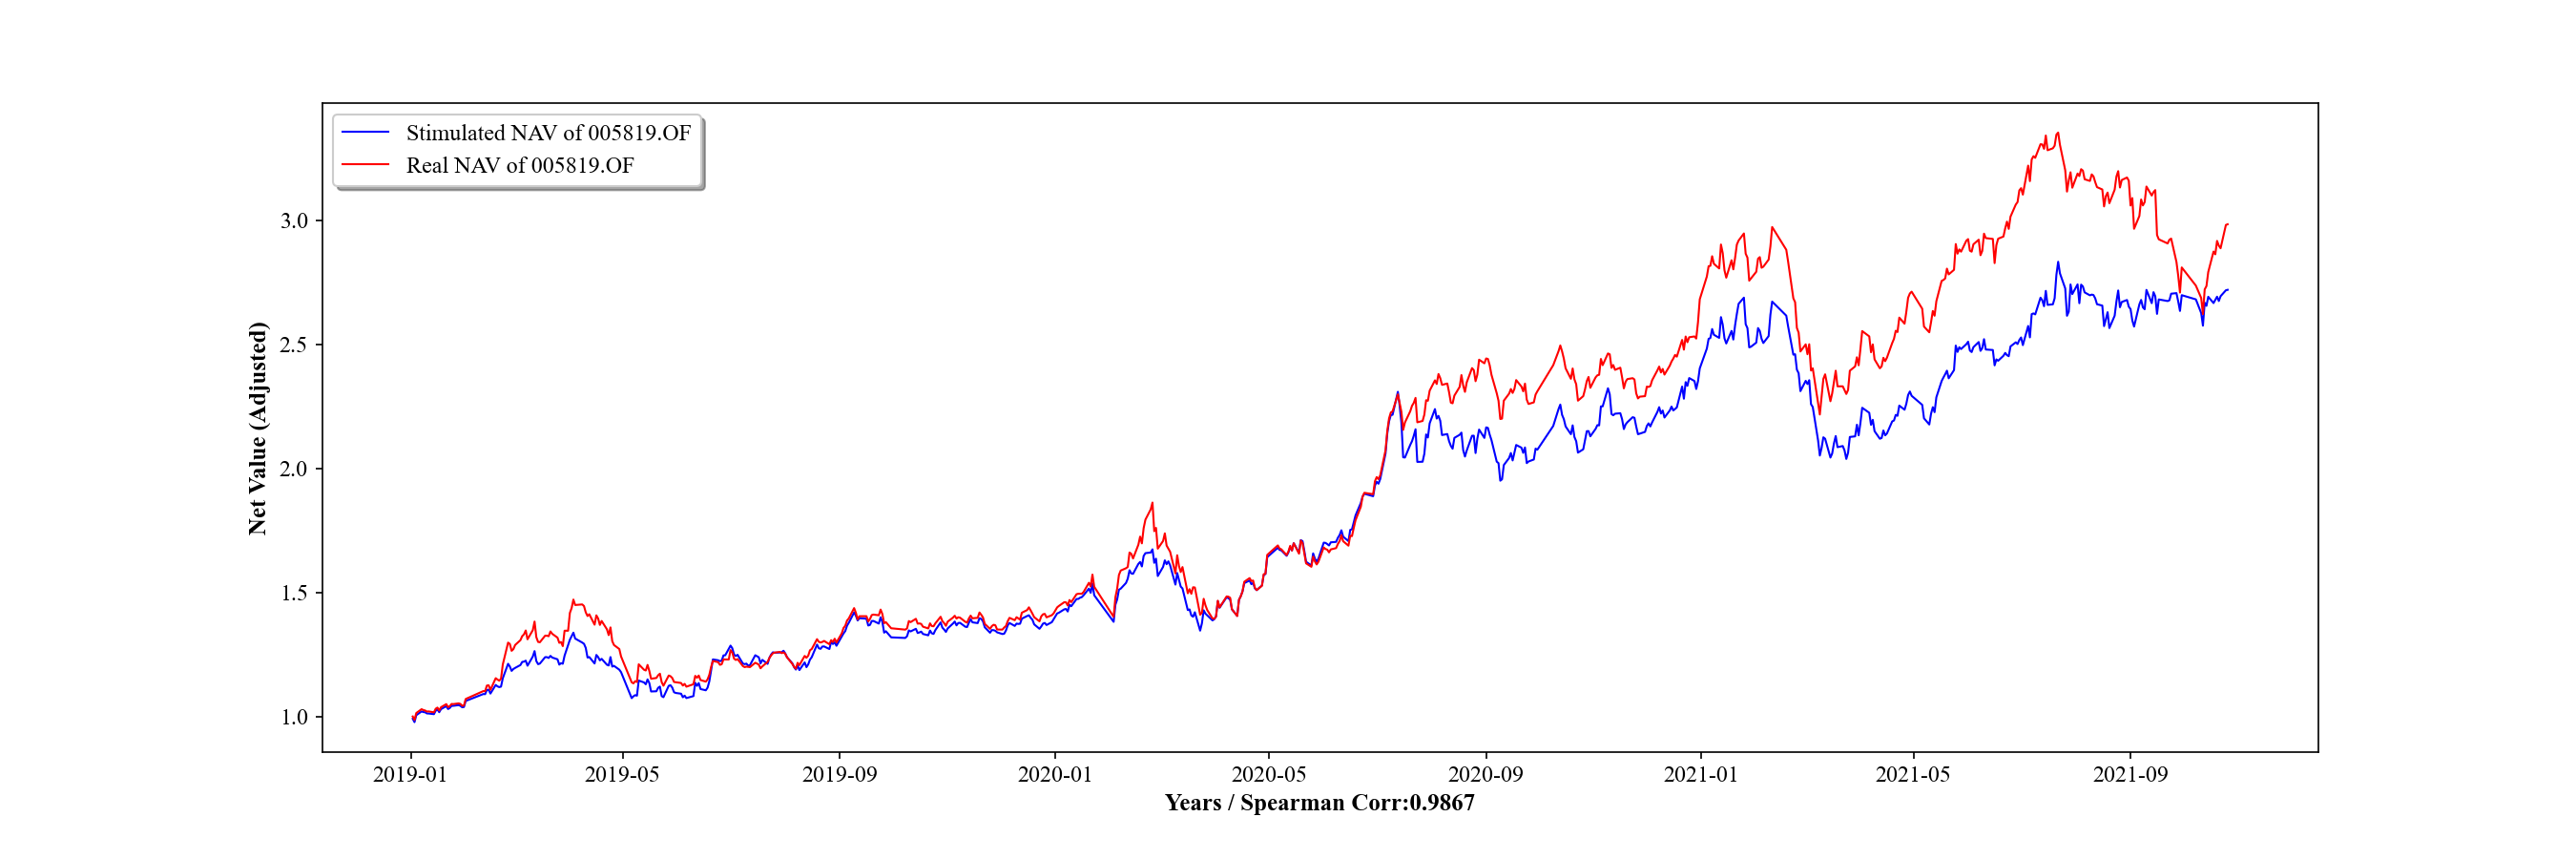 Stimulated NAV of 005819.OF
Real NAV of 005819.OF
Net Value (Adjusted)
3.0
2.5
2.0
1.5
1.0
2019-01 2019-05 2019-09 2020-01 2020-05 2020-09 2021-01 2021-05 2021-09
Years / Spearman Corr:0.9867